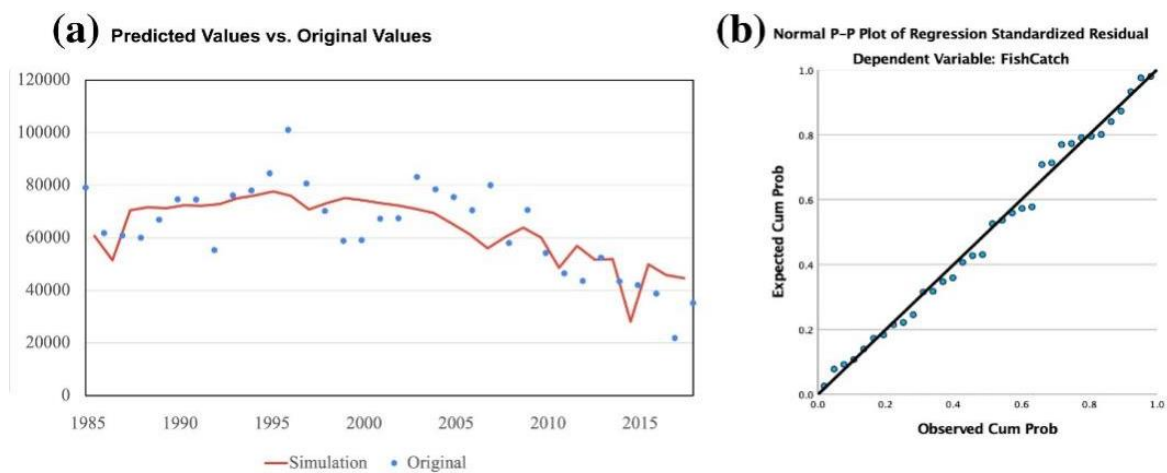 (a) Predicted Values vs. Original Values
120000
100000
80000
60000
40000
20000
0
1985 1990 1995 2000 2005 2010 2015
Simulation Original
(b) Normal P-P Plot of Regression Standardized Residual
Dependent Variable: FishCatch
1.0
0.8
0.6
0.4
0.2
0.0
0.0 0.2 0.4 0.6 0.8 1.0
Expected Cum Prob
Observed Cum Prob